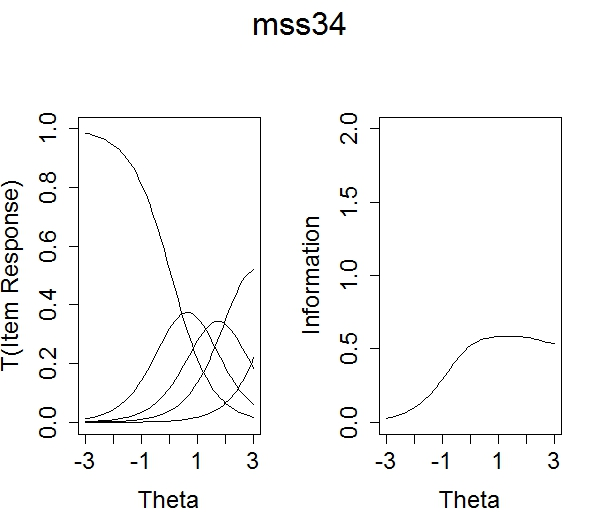 mss34
T(Item Response)
0.0 0.2 0.4 0.6 0.8 1.0
-3 -1 1 3
Theta
Information
0.0 0.5 1.0 1.5 2.0
-3 -1 1 3
Theta